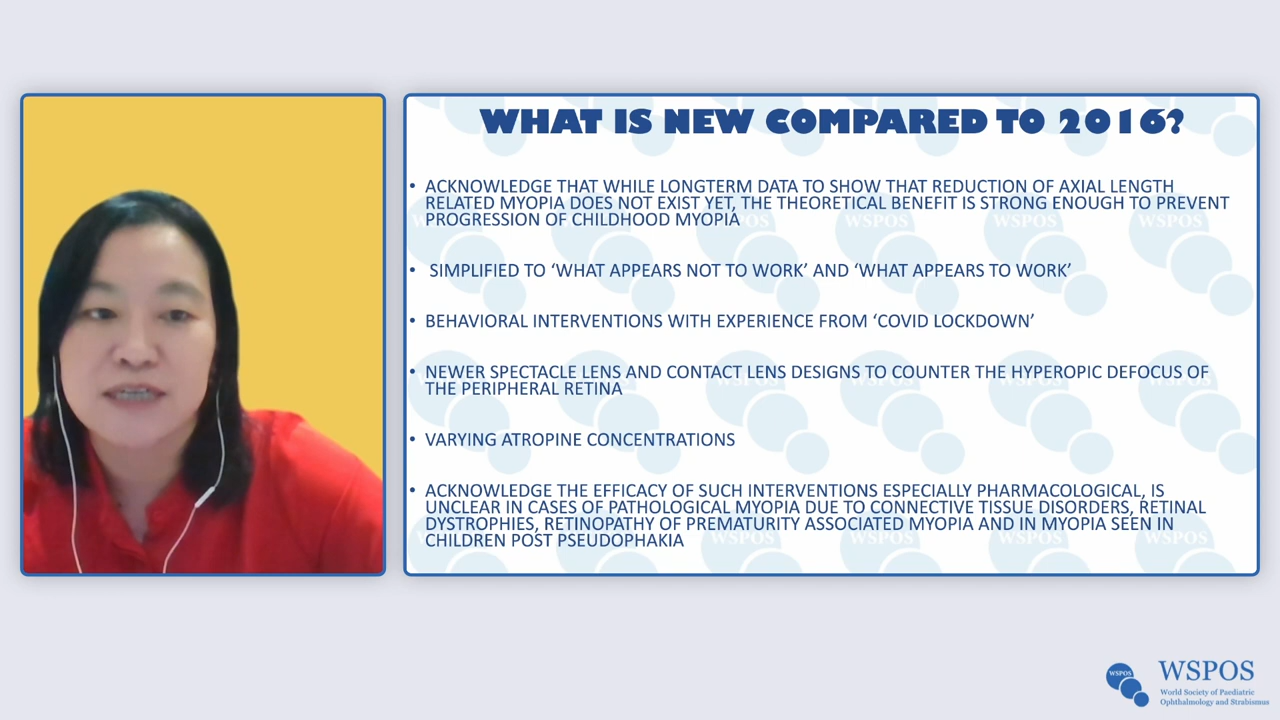 WHAT IS NEW COMPARED TO 2016?
• ACKNOWLEDGE THAT WHILE LONGTERM DATA TO SHOW THAT REDUCTION OF AXIAL LENGTH
RELATED MYOPIA DOES NOT EXIST YET, THE THEORETICAL BENEFIT IS STRONG ENOUGH TO PREVENT
PROGRESSION OF CHILDHOOD MYOPIA
• SIMPLIFIED TO ‘WHAT APPEARS NOT TO WORK’ AND ‘WHAT APPEARS TO WORK’
• BEHAVIORAL INTERVENTIONS WITH EXPERIENCE FROM ‘COVID LOCKDOWN’
• NEWER SPECTACLE LENS AND CONTACT LENS DESIGNS TO COUNTER THE HYPEROPIC DEFOCUS OF
THE PERIPHERAL RETINA
• VARYING ATROPINE CONCENTRATIONS
• ACKNOWLEDGE THE EFFICACY OF SUCH INTERVENTIONS ESPECIALLY PHARMACOLOGICAL, IS
UNCLEAR IN CASES OF PATHOLOGICAL MYOPIA DUE TO CONNECTIVE TISSUE DISORDERS, RETINAL
DYSTROPHIES, RETINOPATHY OF PREMATURITY ASSOCIATED MYOPIA AND IN MYOPIA SEEN IN
CHILDREN POST PSEUDOPHAKIA
WSPOS
WSPOS
World Society of Paediatric
Ophthalmology and Strabismus